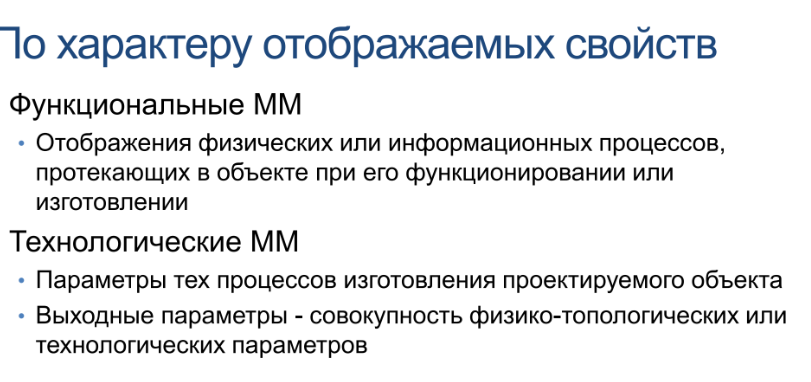 По характеру отображаемых свойств
Функциональные ММ
• Отображения физических или информационных процессов,
протекающих в объекте при его функционировании или
изготовлении
Технологические ММ
• Параметры тех процессов изготовления проектируемого объекта
• Выходные параметры - совокупность физико-топологических или
технологических параметров